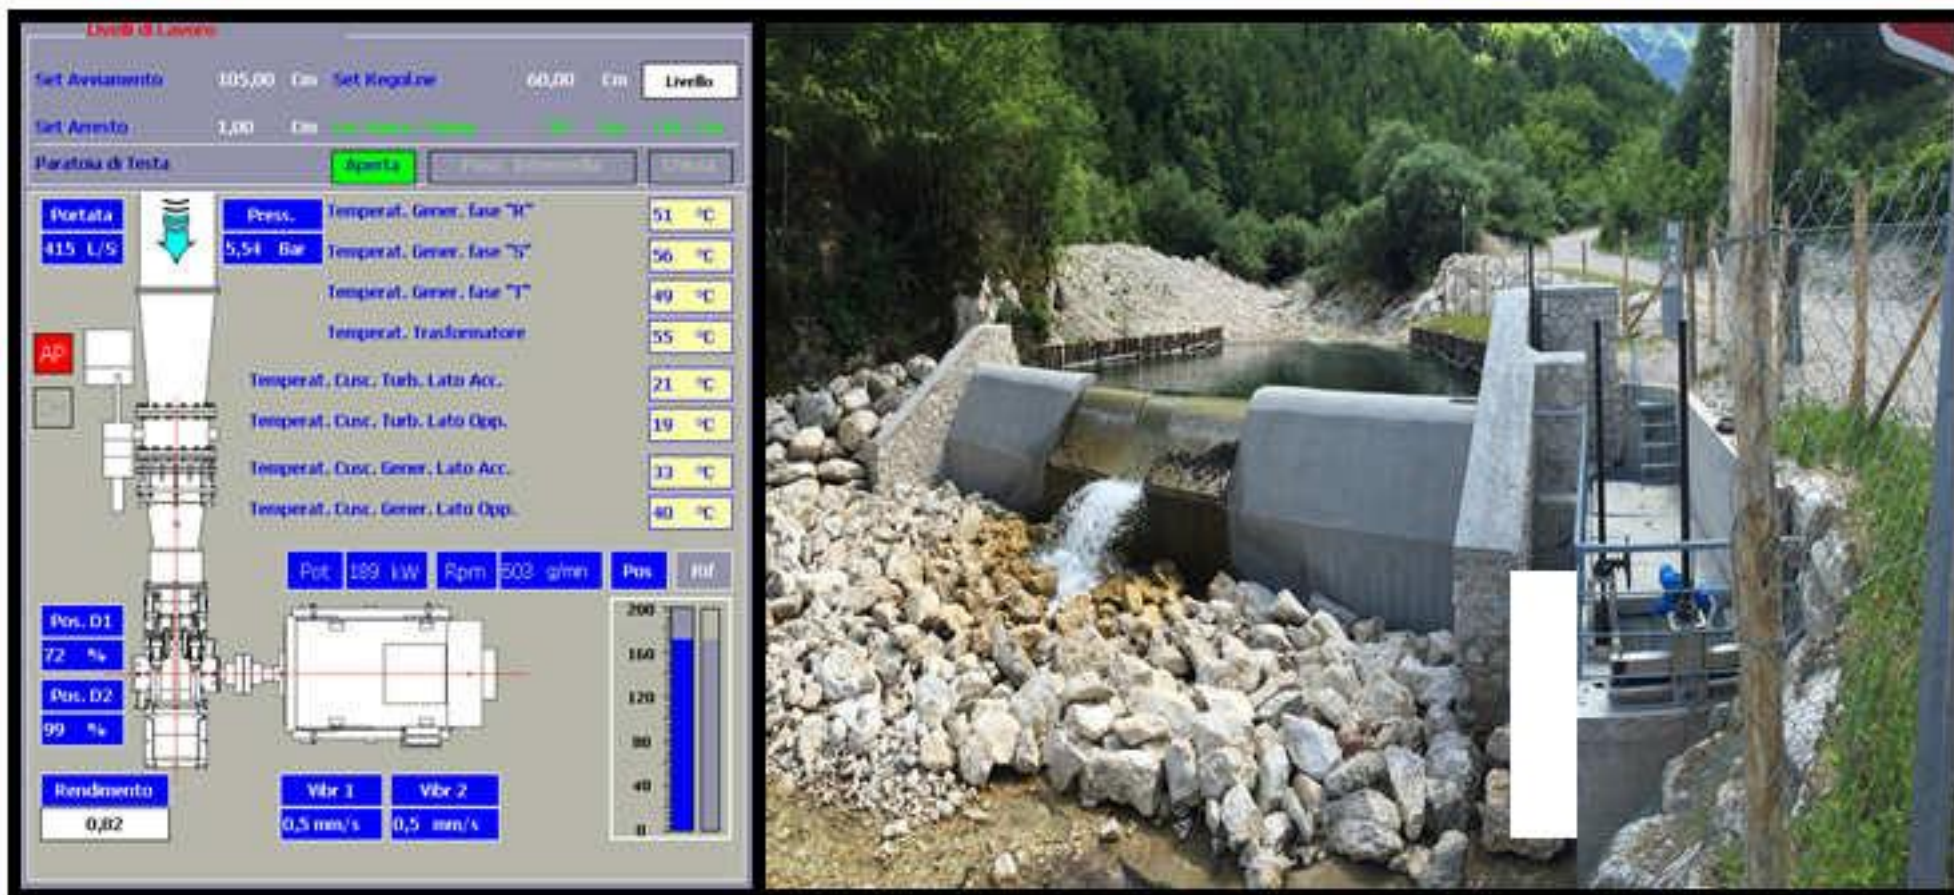 Livelli di Lavoro
Set Avviamento 105,00 Cm Set Regol.ne 60,00 Cm Livello
Set Arresto 1,00 Cm
Paratoia di Testa Aperta
Portata Press. Temperat. Gener. fase "R" 51 °C
415 L/S 5,54 Bar Temperat. Gener. fase "S" 56 °C
Temperat. Gener. fase "T" 49 °C
Temperat. Trasformatore 55 °C
AP
Temperat. Cusc. Turb. Lato Acc. 21 °C
Temperat. Cusc. Turb. Lato Opp. 19 °C
Temperat. Cusc. Gener. Lato Acc. 33 °C
Temperat. Cusc. Gener. Lato Opp. 40 °C
Pot 189 kW Rpm 503 g/mn Pos Rif
200
Pos. D1
72 % 160
Pos. D2 120
99 % 80
Rendimento Vibr 1 Vibr 2 40
0,82 0,5 mm/s 0,5 mm/s 0